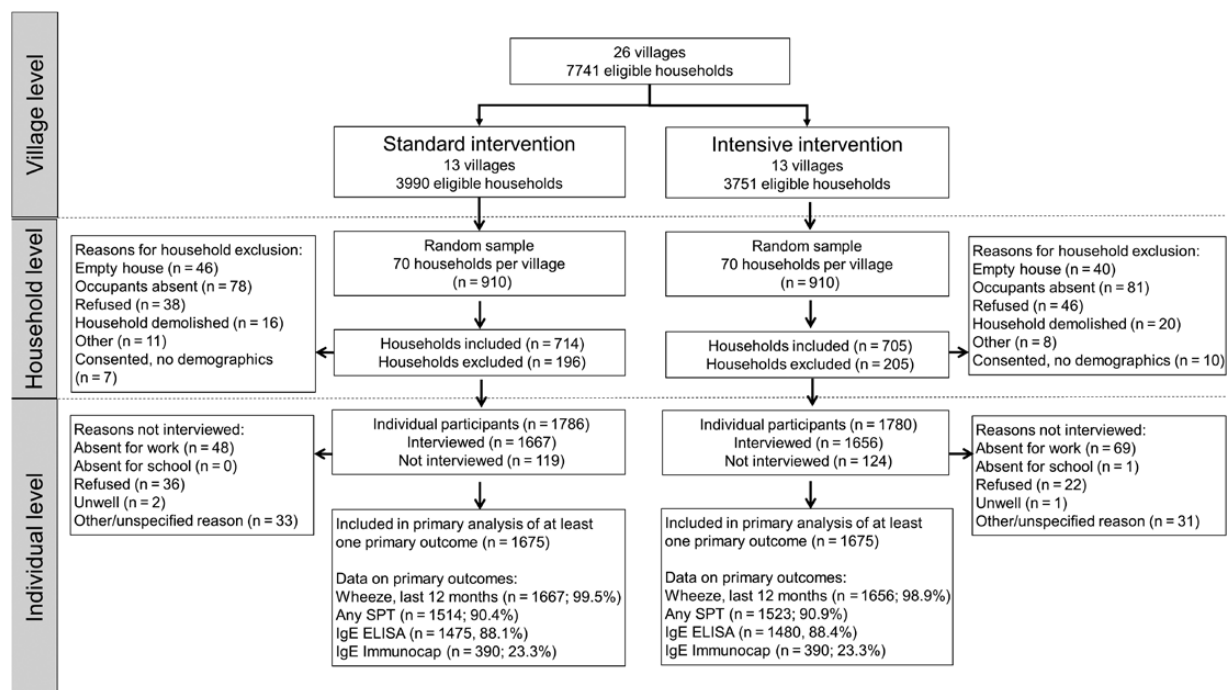 Village level
26 villages
7741 eligible households
Standard intervention
13 villages
3990 eligible households
Intensive intervention
13 villages
3751 eligible households
Household level
Reasons for household exclusion:
Empty house (n = 46)
Occupants absent (n = 78)
Refused (n = 38)
Household demolished (n = 16)
Other (n = 11)
Consented, no demographics
(n = 7)
Random sample
70 households per village
(n = 910)
Households included (n = 714)
Households excluded (n = 196)
Random sample
70 households per village
(n = 910)
Households included (n = 705)
Households excluded (n = 205)
Reasons for household exclusion:
Empty house (n = 40)
Occupants absent (n = 81)
Refused (n = 46)
Household demolished (n = 20)
Other (n = 8)
Consented, no demographics (n = 10)
Individual level
Reasons not interviewed:
Absent for work (n = 48)
Absent for school (n = 0)
Refused (n = 36)
Unwell (n = 2)
Other/unspecified reason (n = 33)
Individual participants (n = 1786)
Interviewed (n = 1667)
Not interviewed (n = 119)
Included in primary analysis of at least
one primary outcome (n = 1675)
Data on primary outcomes:
Wheeze, last 12 months (n = 1667; 99.5%)
Any SPT (n = 1514; 90.4%)
IgE ELISA (n = 1475, 88.1%)
IgE Immunocap (n = 390; 23.3%)
Individual participants (n = 1780)
Interviewed (n = 1656)
Not interviewed (n = 124)
Included in primary analysis of at least
one primary outcome (n = 1675)
Data on primary outcomes:
Wheeze, last 12 months (n = 1656; 98.9%)
Any SPT (n = 1523; 90.9%)
IgE ELISA (n = 1480, 88.4%)
IgE Immunocap (n = 390; 23.3%)
Reasons not interviewed:
Absent for work (n = 69)
Absent for school (n = 1)
Refused (n = 22)
Unwell (n = 1)
Other/unspecified reason (n = 31)